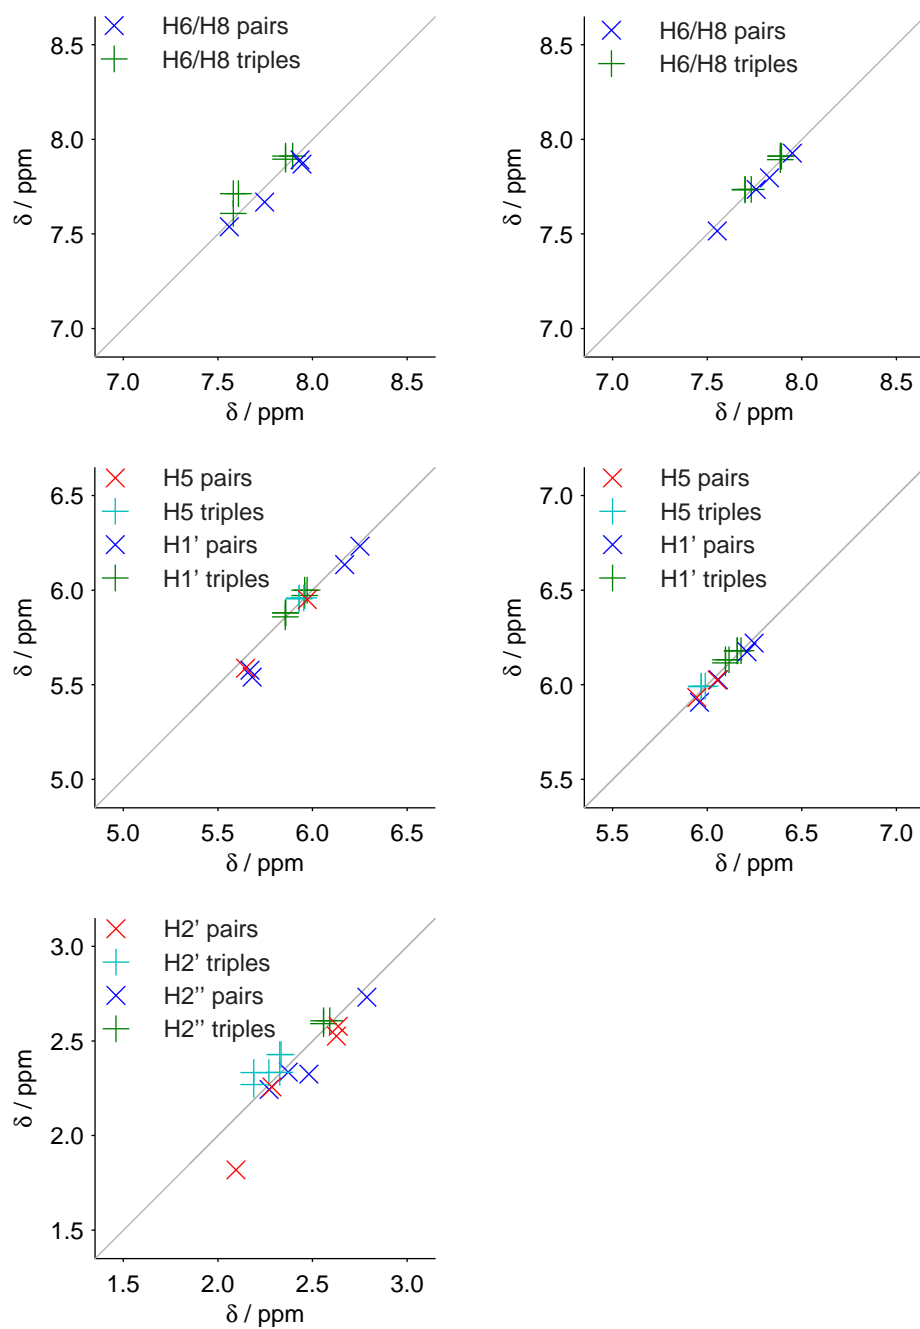 H6/H8 pairs
H6/H8 triples
8.5
8.0
7.5
7.0
δ / ppm
7.0 7.5 8.0 8.5
δ / ppm
H6/H8 pairs
H6/H8 triples
8.5
8.0
7.5
7.0
δ / ppm
7.0 7.5 8.0 8.5
δ / ppm
H5 pairs
H5 triples
H1’ pairs
H1’ triples
6.5
6.0
5.5
5.0
δ / ppm
5.0 5.5 6.0 6.5
δ / ppm
H5 pairs
H5 triples
H1’ pairs
H1’ triples
7.0
6.5
6.0
5.5
δ / ppm
5.5 6.0 6.5 7.0
δ / ppm
H2’ pairs
H2’ triples
H2’’ pairs
H2’’ triples
3.0
2.5
2.0
1.5
δ / ppm
1.5 2.0 2.5 3.0
δ / ppm